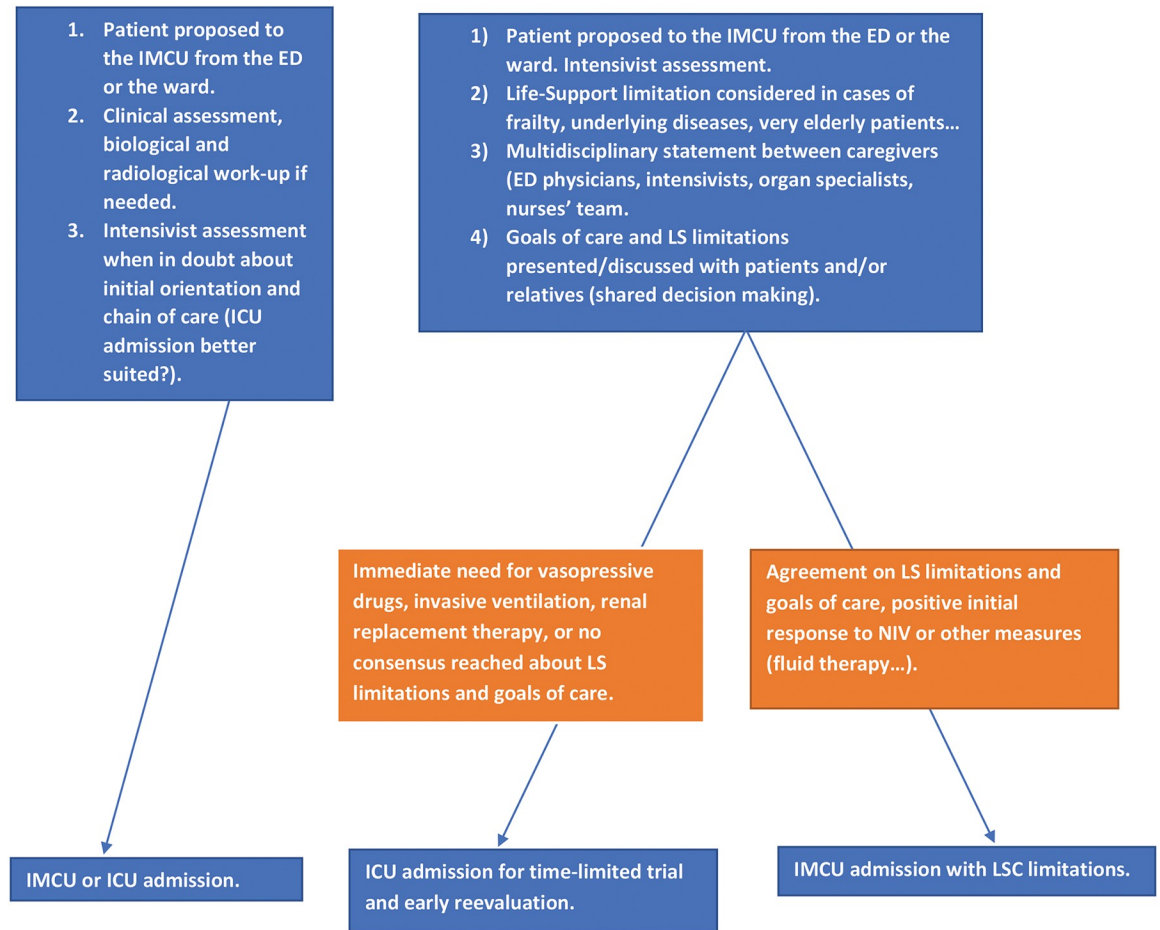 1. Patient proposed to
the IMCU from the ED
or the ward.
2. Clinical assessment,
biological and
radiological work-up if
needed.
3. Intensivist assessment
when in doubt about
initial orientation and
chain of care (ICU
admission better
suited?).
1) Patient proposed to the IMCU from the ED or the
ward. Intensivist assessment.
2) Life-Support limitation considered in cases of
frailty, underlying diseases, very elderly patients…
3) Multidisciplinary statement between caregivers
(ED physicians, intensivists, organ specialists,
nurses’ team.
4) Goals of care and LS limitations
presented/discussed with patients and/or
relatives (shared decision making).
Immediate need for vasopressive
drugs, invasive ventilation, renal
replacement therapy, or no
consensus reached about LS
limitations and goals of care.
Agreement on LS limitations and
goals of care, positive initial
response to NIV or other measures
(fluid therapy…).
IMCU or ICU admission.
ICU admission for time-limited trial
and early reevaluation.
IMCU admission with LSC limitations.